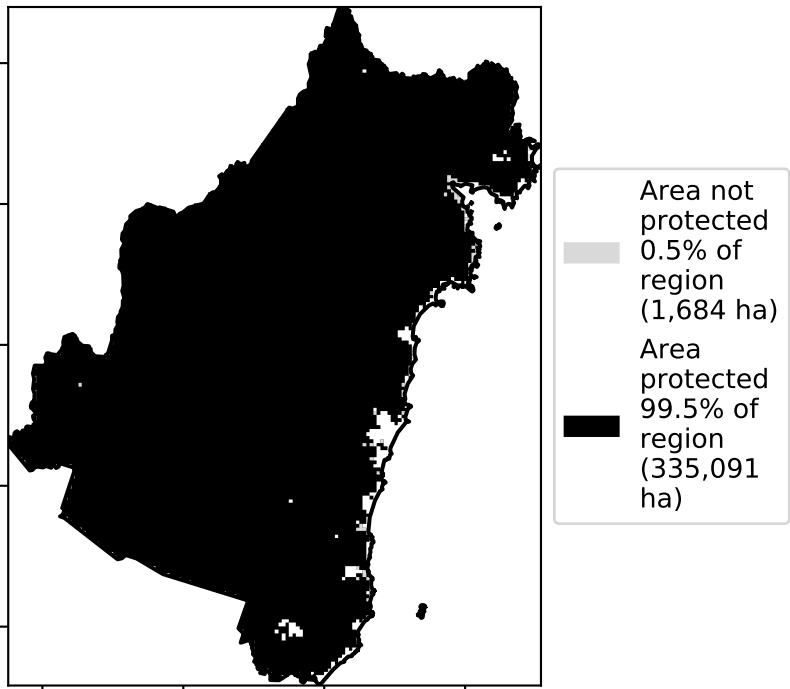 Area not
protected
0.5% of
region
(1,684 ha)
Area
protected
99.5% of
region
(335,091
ha)